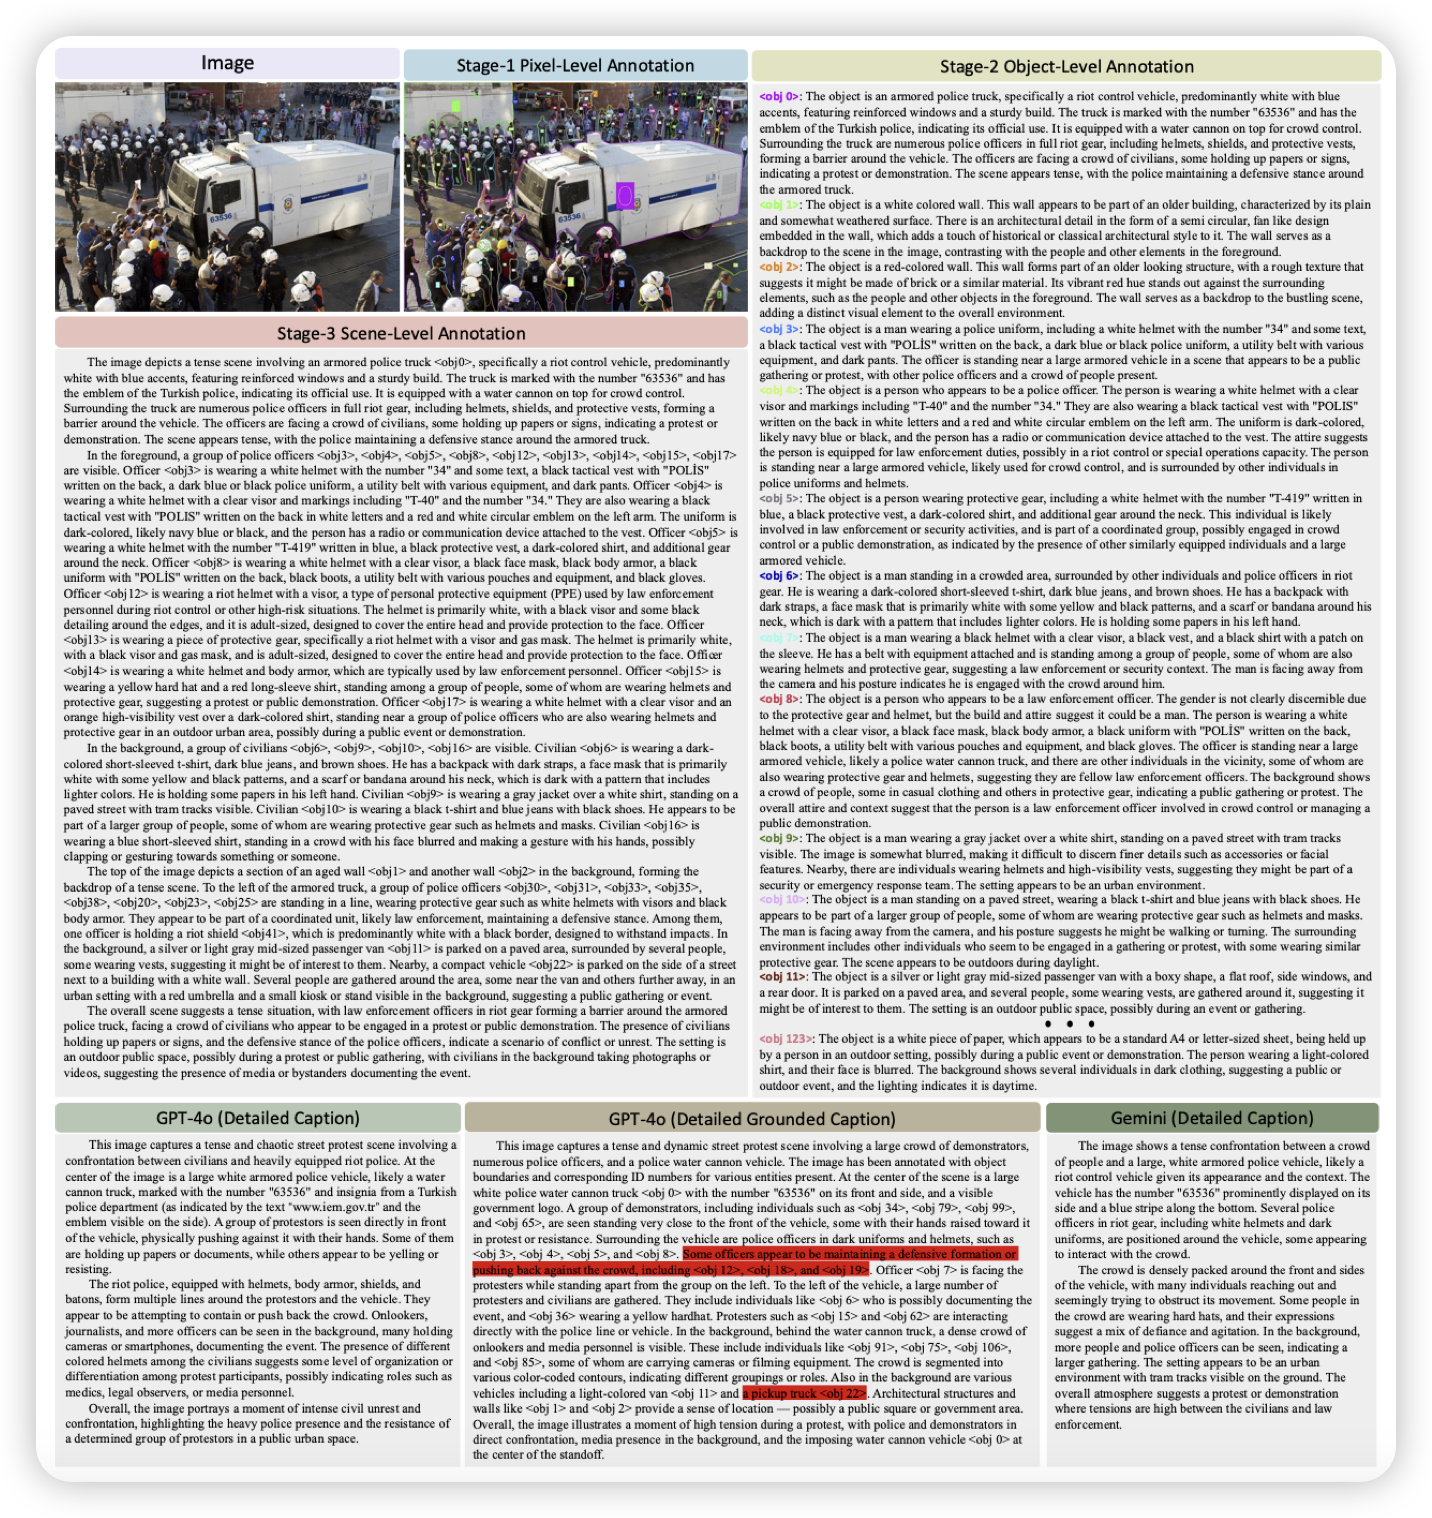 Image
63536
Stage-1 Pixel-Level Annotation
63536
Stage-3 Scene-Level Annotation
The image depicts a tense scene involving an armored police truck <obj0>, specifically a riot control vehicle, predominantly
white with blue accents, featuring reinforced windows and a sturdy build. The truck is marked with the number "63536" and has
the emblem of the Turkish police, indicating its official use. It is equipped with a water cannon on top for crowd control.
Surrounding the truck are numerous police officers in full riot gear, including helmets, shields, and protective vests, forming a
barrier around the vehicle. The officers are facing a crowd of civilians, some holding up papers or signs, indicating a protest or
demonstration. The scene appears tense, with the police maintaining a defensive stance around the armored truck.
In the foreground, a group of police officers <obj3>, <obj4>, <obj5>, <obj8>, <obj12>, <obj13>, <obj14>, <obj15>, <obj17>
are visible. Officer <obj3> is wearing a white helmet with the number "34" and some text, a black tactical vest with "POLİS"
written on the back, a dark blue or black police uniform, a utility belt with various equipment, and dark pants. Officer <obj4> is
wearing a white helmet with a clear visor and markings including "T-40" and the number "34." They are also wearing a black
tactical vest with "POLIS" written on the back in white letters and a red and white circular emblem on the left arm. The uniform is
dark-colored, likely navy blue or black, and the person has a radio or communication device attached to the vest. Officer <obj5> is
wearing a white helmet with the number "T-419" written in blue, a black protective vest, a dark-colored shirt, and additional gear
around the neck. Officer <obj8> is wearing a white helmet with a clear visor, a black face mask, black body armor, a black
uniform with "POLİS" written on the back, black boots, a utility belt with various pouches and equipment, and black gloves.
Officer <obj12> is wearing a riot helmet with a visor, a type of personal protective equipment (PPE) used by law enforcement
personnel during riot control or other high-risk situations. The helmet is primarily white, with a black visor and some black
detailing around the edges, and it is adult-sized, designed to cover the entire head and provide protection to the face. Officer
<obj13> is wearing a piece of protective gear, specifically a riot helmet with a visor and gas mask. The helmet is primarily white,
with a black visor and gas mask, and is adult-sized, designed to cover the entire head and provide protection to the face. Officer
<obj14> is wearing a white helmet and body armor, which are typically used by law enforcement personnel. Officer <obj15> is
wearing a yellow hard hat and a red long-sleeve shirt, standing among a group of people, some of whom are wearing helmets and
protective gear, suggesting a protest or public demonstration. Officer <obj17> is wearing a white helmet with a clear visor and an
orange high-visibility vest over a dark-colored shirt, standing near a group of police officers who are also wearing helmets and
protective gear in an outdoor urban area, possibly during a public event or demonstration.
In the background, a group of civilians <obj6>, <obj9>, <obj10>, <obj16> are visible. Civilian <obj6> is wearing a dark-
colored short-sleeved t-shirt, dark blue jeans, and brown shoes. He has a backpack with dark straps, a face mask that is primarily
white with some yellow and black patterns, and a scarf or bandana around his neck, which is dark with a pattern that includes
lighter colors. He is holding some papers in his left hand. Civilian <obj9> is wearing a gray jacket over a white shirt, standing on a
paved street with tram tracks visible. Civilian <obj10> is wearing a black t-shirt and blue jeans with black shoes. He appears to be
part of a larger group of people, some of whom are wearing protective gear such as helmets and masks. Civilian <obj16> is
wearing a blue short-sleeved shirt, standing in a crowd with his face blurred and making a gesture with his hands, possibly
clapping or gesturing towards something or someone.
The top of the image depicts a section of an aged wall <obj1> and another wall <obj2> in the background, forming the
backdrop of a tense scene. To the left of the armored truck, a group of police officers <obj30>, <obj31>, <obj33>, <obj35>,
<obj38>, <obj20>, <obj23>, <obj25> are standing in a line, wearing protective gear such as white helmets with visors and black
body armor. They appear to be part of a coordinated unit, likely law enforcement, maintaining a defensive stance. Among them,
one officer is holding a riot shield <obj41>, which is predominantly white with a black border, designed to withstand impacts. In
the background, a silver or light gray mid-sized passenger van <obj11> is parked on a paved area, surrounded by several people,
some wearing vests, suggesting it might be of interest to them. Nearby, a compact vehicle <obj22> is parked on the side of a street
next to a building with a white wall. Several people are gathered around the area, some near the van and others further away, in an
urban setting with a red umbrella and a small kiosk or stand visible in the background, suggesting a public gathering or event.
The overall scene suggests a tense situation, with law enforcement officers in riot gear forming a barrier around the armored
police truck, facing a crowd of civilians who appear to be engaged in a protest or public demonstration. The presence of civilians
holding up papers or signs, and the defensive stance of the police officers, indicate a scenario of conflict or unrest. The setting is
an outdoor public space, possibly during a protest or public gathering, with civilians in the background taking photographs or
videos, suggesting the presence of media or bystanders documenting the event.
Stage-2 Object-Level Annotation
<obj 0>: The object is an armored police truck, specifically a riot control vehicle, predominantly white with blue
accents, featuring reinforced windows and a sturdy build. The truck is marked with the number "63536" and has the
emblem of the Turkish police, indicating its official use. It is equipped with a water cannon on top for crowd control.
Surrounding the truck are numerous police officers in full riot gear, including helmets, shields, and protective vests,
forming a barrier around the vehicle. The officers are facing a crowd of civilians, some holding up papers or signs,
indicating a protest or demonstration. The scene appears tense, with the police maintaining a defensive stance around
the armored truck.
<obj 1>: The object is a white colored wall. This wall appears to be part of an older building, characterized by its plain
and somewhat weathered surface. There is an architectural detail in the form of a semi circular, fan like design
embedded in the wall, which adds a touch of historical or classical architectural style to it. The wall serves as a
backdrop to the scene in the image, contrasting with the people and other elements in the foreground.
<obj 2>: The object is a red-colored wall. This wall forms part of an older looking structure, with a rough texture that
suggests it might be made of brick or a similar material. Its vibrant red hue stands out against the surrounding
elements, such as the people and other objects in the foreground. The wall serves as a backdrop to the bustling scene,
adding a distinct visual element to the overall environment.
<obj 3>: The object is a man wearing a police uniform, including a white helmet with the number "34" and some text,
a black tactical vest with "POLİS" written on the back, a dark blue or black police uniform, a utility belt with various
equipment, and dark pants. The officer is standing near a large armored vehicle in a scene that appears to be a public
gathering or protest, with other police officers and a crowd of people present.
<obj 4>: The object is a person who appears to be a police officer. The person is wearing a white helmet with a clear
visor and markings including "T-40" and the number "34." They are also wearing a black tactical vest with "POLIS"
written on the back in white letters and a red and white circular emblem on the left arm. The uniform is dark-colored,
likely navy blue or black, and the person has a radio or communication device attached to the vest. The attire suggests
the person is equipped for law enforcement duties, possibly in a riot control or special operations capacity. The person
is standing near a large armored vehicle, likely used for crowd control, and is surrounded by other individuals in
police uniforms and helmets.
<obj 5>: The object is a person wearing protective gear, including a white helmet with the number "T-419" written in
blue, a black protective vest, a dark-colored shirt, and additional gear around the neck. This individual is likely
involved in law enforcement or security activities, and is part of a coordinated group, possibly engaged in crowd
control or a public demonstration, as indicated by the presence of other similarly equipped individuals and a large
armored vehicle.
<obj 6>: The object is a man standing in a crowded area, surrounded by other individuals and police officers in riot
gear. He is wearing a dark-colored short-sleeved t-shirt, dark blue jeans, and brown shoes. He has a backpack with
dark straps, a face mask that is primarily white with some yellow and black patterns, and a scarf or bandana around his
neck, which is dark with a pattern that includes lighter colors. He is holding some papers in his left hand.
<obj 7>: The object is a man wearing a black helmet with a clear visor, a black vest, and a black shirt with a patch on
the sleeve. He has a belt with equipment attached and is standing among a group of people, some of whom are also
wearing helmets and protective gear, suggesting a law enforcement or security context. The man is facing away from
the camera and his posture indicates he is engaged with the crowd around him.
<obj 8>: The object is a person who appears to be a law enforcement officer. The gender is not clearly discernible due
to the protective gear and helmet, but the build and attire suggest it could be a man. The person is wearing a white
helmet with a clear visor, a black face mask, black body armor, a black uniform with "POLİS" written on the back,
black boots, a utility belt with various pouches and equipment, and black gloves. The officer is standing near a large
armored vehicle, likely a police water cannon truck, and there are other individuals in the vicinity, some of whom are
also wearing protective gear and helmets, suggesting they are fellow law enforcement officers. The background shows
a crowd of people, some in casual clothing and others in protective gear, indicating a public gathering or protest. The
overall attire and context suggest that the person is a law enforcement officer involved in crowd control or managing a
public demonstration.
<obj 9>: The object is a man wearing a gray jacket over a white shirt, standing on a paved street with tram tracks
visible. The image is somewhat blurred, making it difficult to discern finer details such as accessories or facial
features. Nearby, there are individuals wearing helmets and high-visibility vests, suggesting they might be part of a
security or emergency response team. The setting appears to be an urban environment.
<obj 10>: The object is a man standing on a paved street, wearing a black t-shirt and blue jeans with black shoes. He
appears to be part of a larger group of people, some of whom are wearing protective gear such as helmets and masks.
The man is facing away from the camera, and his posture suggests he might be walking or turning. The surrounding
environment includes other individuals who seem to be engaged in a gathering or protest, with some wearing similar
protective gear. The scene appears to be outdoors during daylight.
<obj 11>: The object is a silver or light gray mid-sized passenger van with a boxy shape, a flat roof, side windows, and
a rear door. It is parked on a paved area, and several people, some wearing vests, are gathered around it, suggesting it
might be of interest to them. The setting is an outdoor public space, possibly during an event or gathering.
• • •
<obj 123>: The object is a white piece of paper, which appears to be a standard A4 or letter-sized sheet, being held up
by a person in an outdoor setting, possibly during a public event or demonstration. The person wearing a light-colored
shirt, and their face is blurred. The background shows several individuals in dark clothing, suggesting a public or
outdoor event, and the lighting indicates it is daytime.
GPT-4o (Detailed Caption)
This image captures a tense and chaotic street protest scene involving a
confrontation between civilians and heavily equipped riot police. At the
center of the image is a large white armored police vehicle, likely a water
cannon truck, marked with the number "63536" and insignia from a Turkish
police department (as indicated by the text "www.iem.gov.tr" and the
emblem visible on the side). A group of protestors is seen directly in front
of the vehicle, physically pushing against it with their hands. Some of them
are holding up papers or documents, while others appear to be yelling or
resisting.
The riot police, equipped with helmets, body armor, shields, and
batons, form multiple lines around the protestors and the vehicle. They
appear to be attempting to contain or push back the crowd. Onlookers,
journalists, and more officers can be seen in the background, many holding
cameras or smartphones, documenting the event. The presence of different
colored helmets among the civilians suggests some level of organization or
differentiation among protest participants, possibly indicating roles such as
medics, legal observers, or media personnel.
Overall, the image portrays a moment of intense civil unrest and
confrontation, highlighting the heavy police presence and the resistance of
a determined group of protestors in a public urban space.
GPT-4o (Detailed Grounded Caption)
This image captures a tense and dynamic street protest scene involving a large crowd of demonstrators,
numerous police officers, and a police water cannon vehicle. The image has been annotated with object
boundaries and corresponding ID numbers for various entities present. At the center of the scene is a large
white police water cannon truck <obj 0> with the number "63536" on its front and side, and a visible
government logo. A group of demonstrators, including individuals such as <obj 34>, <obj 79>, <obj 99>,
and <obj 65>, are seen standing very close to the front of the vehicle, some with their hands raised toward it
in protest or resistance. Surrounding the vehicle are police officers in dark uniforms and helmets, such as
<obj 3>, <obj 4>, <obj 5>, and <obj 8>. Some officers appear to be maintaining a defensive formation or
pushing back against the crowd, including <obj 12>, <obj 18>, and <obj 19>. Officer <obj 7> is facing the
protesters while standing apart from the group on the left. To the left of the vehicle, a large number of
protesters and civilians are gathered. They include individuals like <obj 6> who is possibly documenting the
event, and <obj 36> wearing a yellow hardhat. Protesters such as <obj 15> and <obj 62> are interacting
directly with the police line or vehicle. In the background, behind the water cannon truck, a dense crowd of
onlookers and media personnel is visible. These include individuals like <obj 91>, <obj 75>, <obj 106>,
and <obj 85>, some of whom are carrying cameras or filming equipment. The crowd is segmented into
various color-coded contours, indicating different groupings or roles. Also in the background are various
vehicles including a light-colored van <obj 11> and a pickup truck <obj 22>. Architectural structures and
walls like <obj 1> and <obj 2> provide a sense of location — possibly a public square or government area.
Overall, the image illustrates a moment of high tension during a protest, with police and demonstrators in
direct confrontation, media presence in the background, and the imposing water cannon vehicle <obj 0> at
the center of the standoff.
Gemini (Detailed Caption)
The image shows a tense confrontation between a crowd
of people and a large, white armored police vehicle, likely a
riot control vehicle given its appearance and the context. The
vehicle has the number "63536" prominently displayed on its
side and a blue stripe along the bottom. Several police
officers in riot gear, including white helmets and dark
uniforms, are positioned around the vehicle, some appearing
to interact with the crowd.
The crowd is densely packed around the front and sides
of the vehicle, with many individuals reaching out and
seemingly trying to obstruct its movement. Some people in
the crowd are wearing hard hats, and their expressions
suggest a mix of defiance and agitation. In the background,
more people and police officers can be seen, indicating a
larger gathering. The setting appears to be an urban
environment with tram tracks visible on the ground. The
overall atmosphere suggests a protest or demonstration
where tensions are high between the civilians and law
enforcement.